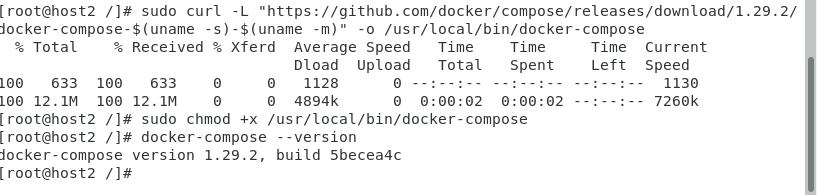 [root@host2 /]# sudo curl -L "https://github.com/docker/compose/releases/download/1.29.2/
docker-compose-$(uname -s)-$(uname -m)" -o /usr/local/bin/docker-compose
  % Total    % Received % Xferd  Average Speed   Time    Time     Time  Current
                                 Dload  Upload   Total   Spent    Left  Speed
100   633  100   633    0     0   1128      0 --:--:-- --:--:-- --:--:--  1130
100 12.1M  100 12.1M    0     0  4894k      0  0:00:02  0:00:02 --:--:-- 7260k
[root@host2 /]# sudo chmod +x /usr/local/bin/docker-compose
[root@host2 /]# docker-compose --version
docker-compose version 1.29.2, build 5becea4c
[root@host2 /]#